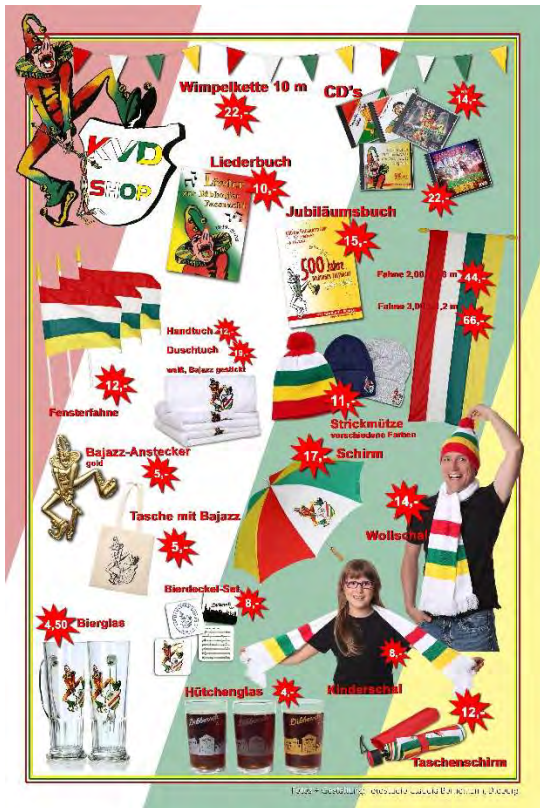 Wimpelkette 10 m
22,-
CD's
14,-
22,-
KVD
SHOP
Liederbuch
10,-
Lieder
Jubiläumsbuch
15,-
500 Jahre
Fahne 2,00
44,-
Fahne 3,00
66,-
12,-
Fensterfahne
Handtuch
Duschtuch
weiß, Bajazz gestickt
11,-
Strickmütze
verschiedene Farben
Bajazz-Anstecker
gold
5,-
17,- Schirm
14,-
Wollschal
Tasche mit Bajazz
5,-
Bierdeckel-Set
8,-
4,50 Bierglas
8,-
Kinderschal
Hütchenglas
4,-
12,-
Taschenschirm